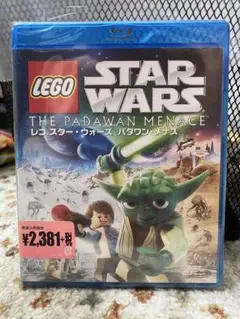 LEGO
STAR
WARS
THE PADAWAN MENACE
レゴ スター・ウォーズ パダワン・メナス
¥2,381+税